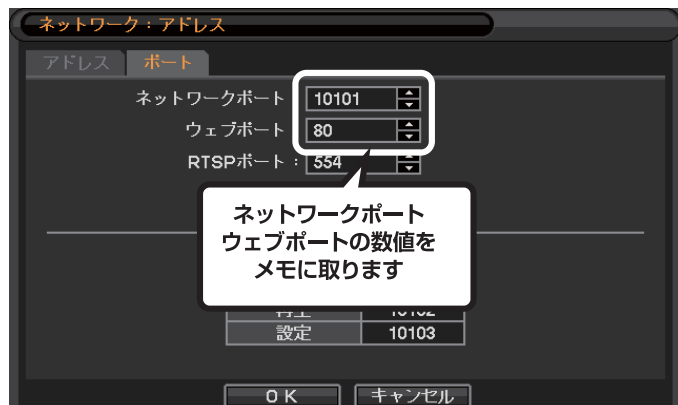 ネットワーク：アドレス
アドレス ポート
ネットワークポート 10101
ウェブポート 80
RTSPポート： 554
ネットワークポート
ウェブポートの数値を
メモに取ります
設定 10103
OK キャンセル